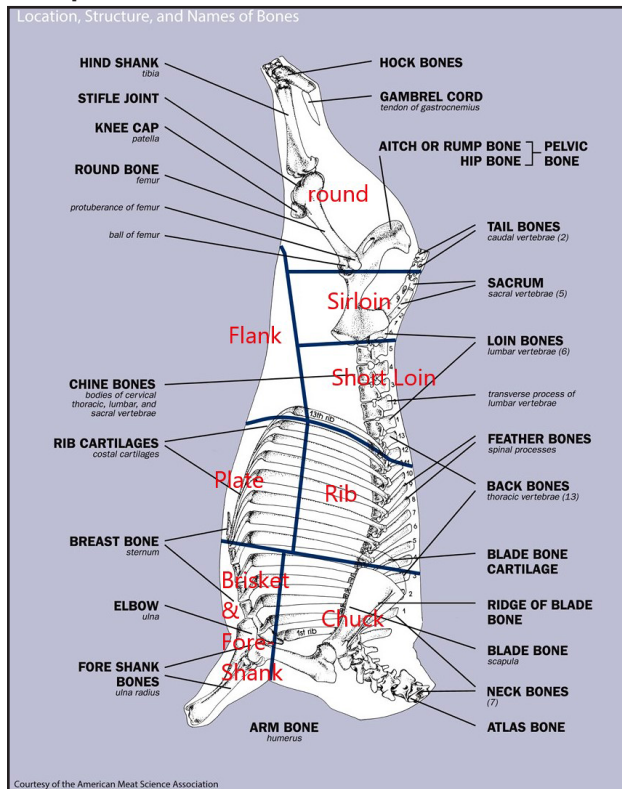 Location, Structure, and Names of Bones
HIND SHANK
tibia
STIFLE JOINT
KNEE CAP
patella
ROUND BONE
femur
protuberance of femur
ball of femur
CHINE BONES
bodies of cervical
thoracic, lumbar, and
sacral vertebrae
RIB CARTILAGES
costal cartilages
BREAST BONE
sternum
ELBOW
ulna
FORE SHANK
BONES
ulna radius
HOCK BONES
GAMBREL CORD
tendon of gastrocnemius
AITCH OR RUMP BONE
HIP BONE
PELVIC
BONE
TAIL BONES
caudal vertebrae (2)
SACRUM
sacral vertebrae (5)
LOIN BONES
lumbar vertebrae (6)
transverse process of
lumbar vertebrae
FEATHER BONES
spinal processes
BACK BONES
thoracic vertebrae (13)
BLADE BONE
CARTILAGE
RIDGE OF BLADE
BONE
BLADE BONE
scapula
NECK BONES
(7)
ATLAS BONE
ARM BONE
humerus
round
Sirloin
Flank
Short Loin
13th rib
Plate
Rib
Brisket
&
Fore
Shank
Chuck
1st rib
Courtesy of the American Meat Science Association